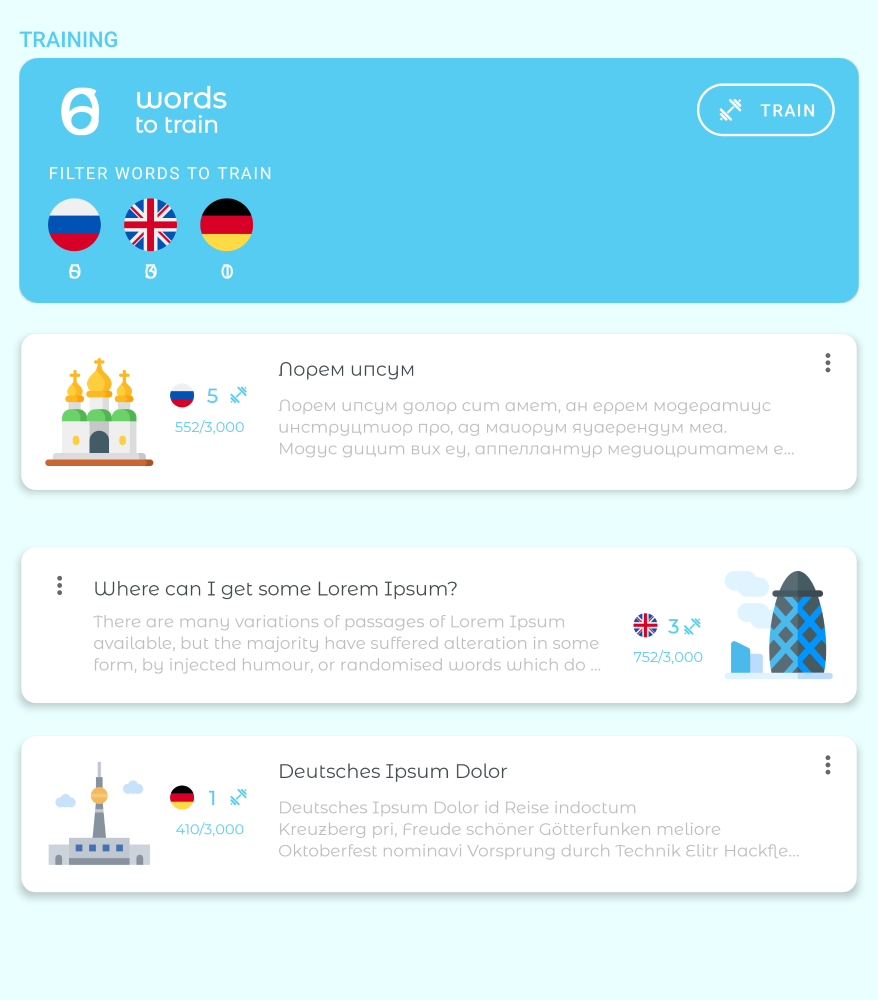 TRAINING
words
to train
TRAIN
FILTER WORDS TO TRAIN
5
552/3,000
Лорем ипсум
Лорем ипсум долор сит амет, ан еррем модератиус
инструцтиор про, ад маиорум яуаерендум меа.
Модус дицит вих еу, аппеллантур медиоцритатем е...
Where can I get some Lorem Ipsum?
There are many variations of passages of Lorem Ipsum
available, but the majority have suffered alteration in some
form, by injected humour, or randomised words which do ...
3
752/3,000
1
410/3,000
Deutsches Ipsum Dolor
Deutsches Ipsum Dolor id Reise indoctum
Kreuzberg pri, Freude schöner Götterfunken meliore
Oktoberfest nominavi Vorsprung durch Technik Elitr Hackfle...